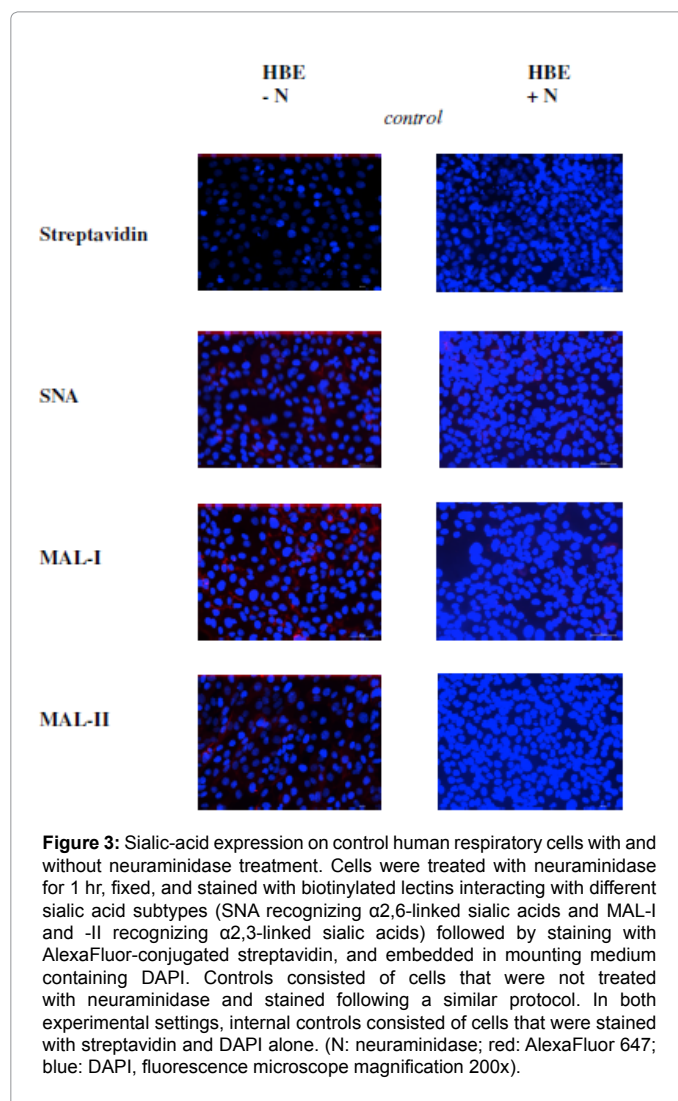 HBE HBE
- N + N
control
Streptavidin
SNA
MAL-I
MAL-II
Figure 3: Sialic-acid expression on control human respiratory cells with and
without neuraminidase treatment. Cells were treated with neuraminidase
for 1 hr, fixed, and stained with biotinylated lectins interacting with different
sialic acid subtypes (SNA recognizing α2,6-linked sialic acids and MAL-I
and -II recognizing α2,3-linked sialic acids) followed by staining with
AlexaFluor-conjugated streptavidin, and embedded in mounting medium
containing DAPI. Controls consisted of cells that were not treated
with neuraminidase and stained following a similar protocol. In both
experimental settings, internal controls consisted of cells that were stained
with streptavidin and DAPI alone. (N: neuraminidase; red: AlexaFluor 647;
blue: DAPI, fluorescence microscope magnification 200x).